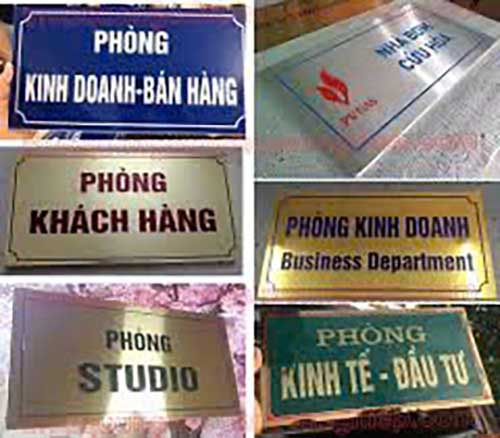 PHÒNG
KINH DOANH-BÁN HÀNG
NHÀ BƠM
CỨU HỎA
PHÒNG
KHÁCH HÀNG
PHÒNG KINH DOANH
Business Department
PHÒNG
STUDIO
PHÒNG
KINH TẾ - ĐẦU TƯ